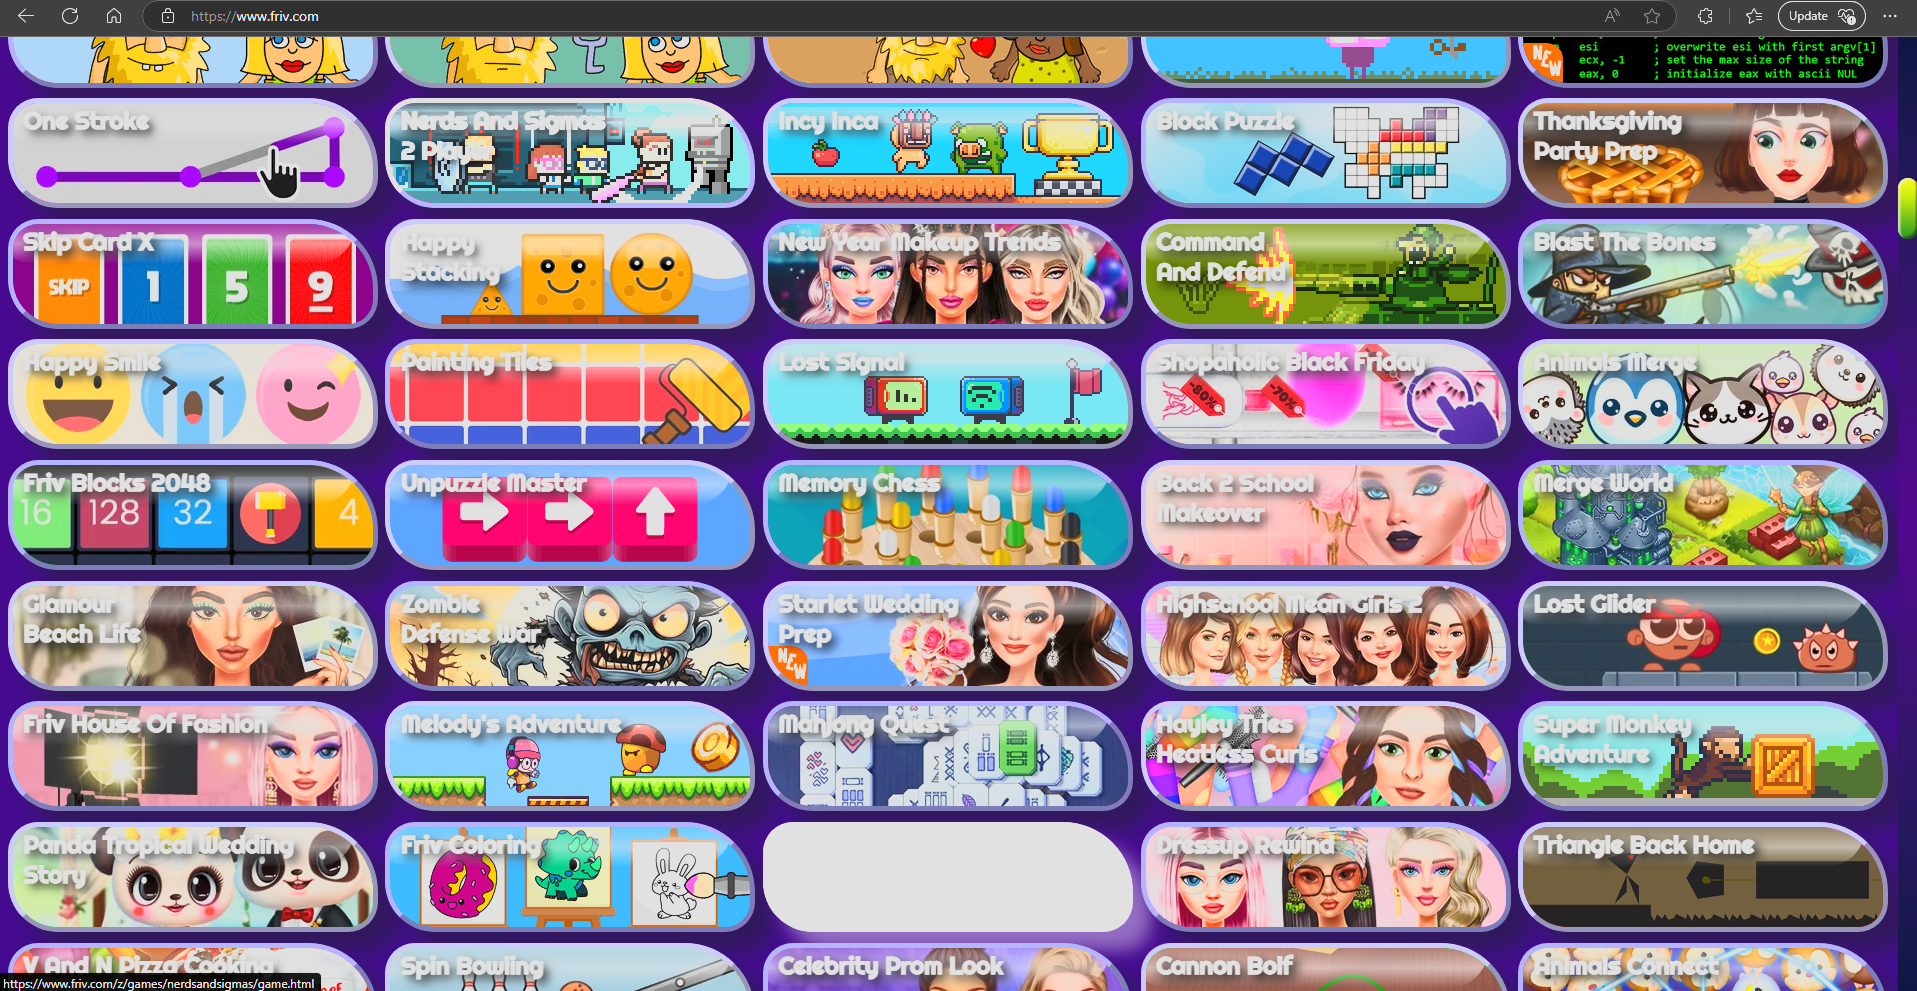 https://www.friv.com
Update
esi ; overwrite esi with first argv[1]
ecx, -1 ; set the max size of the string
eax, 0 ; initialize eax with ascii NUL
NEW
One Stroke
Nerds And Sigmas
2 Player
Incy Inca
Block Puzzle
Thanksgiving
Party Prep
Skip Card X
SKIP 1 5 9
Happy
Stacking
New Year Makeup Trends
Command
And Defend
Blast The Bones
Happy Smile
Painting Tiles
Lost Signal
Shopaholic Black Friday
-80% -70%
Animals Merge
Friv Blocks 2048
16 128 32 4
Unpuzzle Master
Memory Chess
Back 2 School
Makeover
Merge World
Glamour
Beach Life
Zombie
Defense War
Starlet Wedding
Prep
NEW
Highschool Mean Girls 2
Lost Glider
Friv House Of Fashion
Melody's Adventure
Mahjong Quest
Hayley Tries
Heatless Curls
Super Monkey
Adventure
Panda Tropical Wedding
Story
Friv Coloring
Dressup Rewind
Triangle Back Home
V And N Pizza Cooking
Spin Bowling
Celebrity Prom Look
Cannon Bolf
Animals Connect
https://www.friv.com/z/games/nerdsandsigmas/game.html